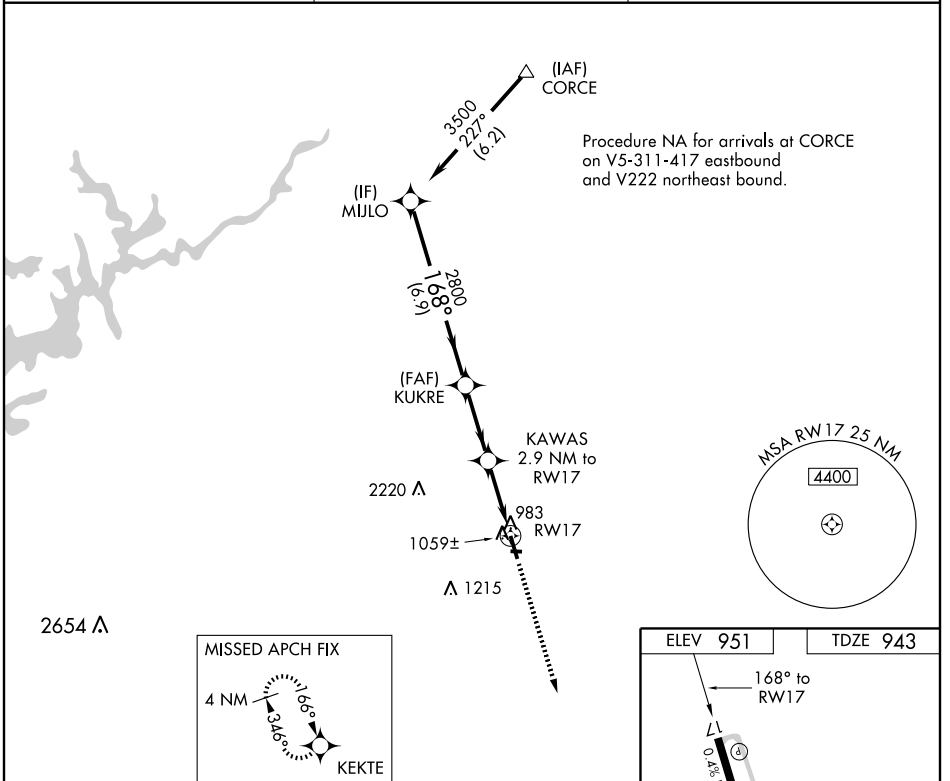 (IAF)
CORCE
3500
227°
(6.2)
Procedure NA for arrivals at CORCE
on V5-311-417 eastbound
and V222 northeast bound.
(IF)
MIJLO
2800
168°
(6.9)
(FAF)
KUKRE
KAWAS
2.9 NM to
RW17
MSA RW17 25 NM
4400
2220
983
RW17
1059±
1215
2654
MISSED APCH FIX
4 NM
166°
346°
KEKTE
ELEV 951
TDZE 943
168° to
RW17
17
P
0.4%